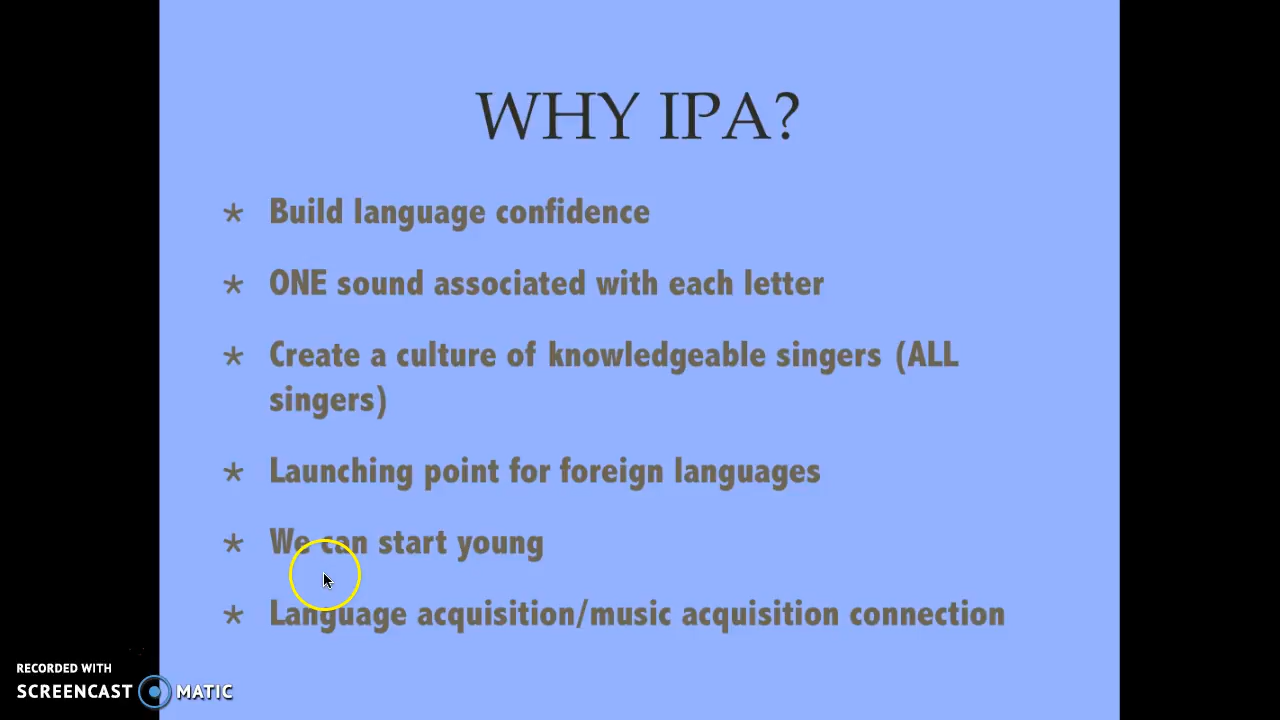 WHY IPA?
* Build language confidence
* ONE sound associated with each letter
* Create a culture of knowledgeable singers (ALL
singers)
* Launching point for foreign languages
* We can start young
* Language acquisition/music acquisition connection
RECORDED WITH
SCREENCAST MATIC